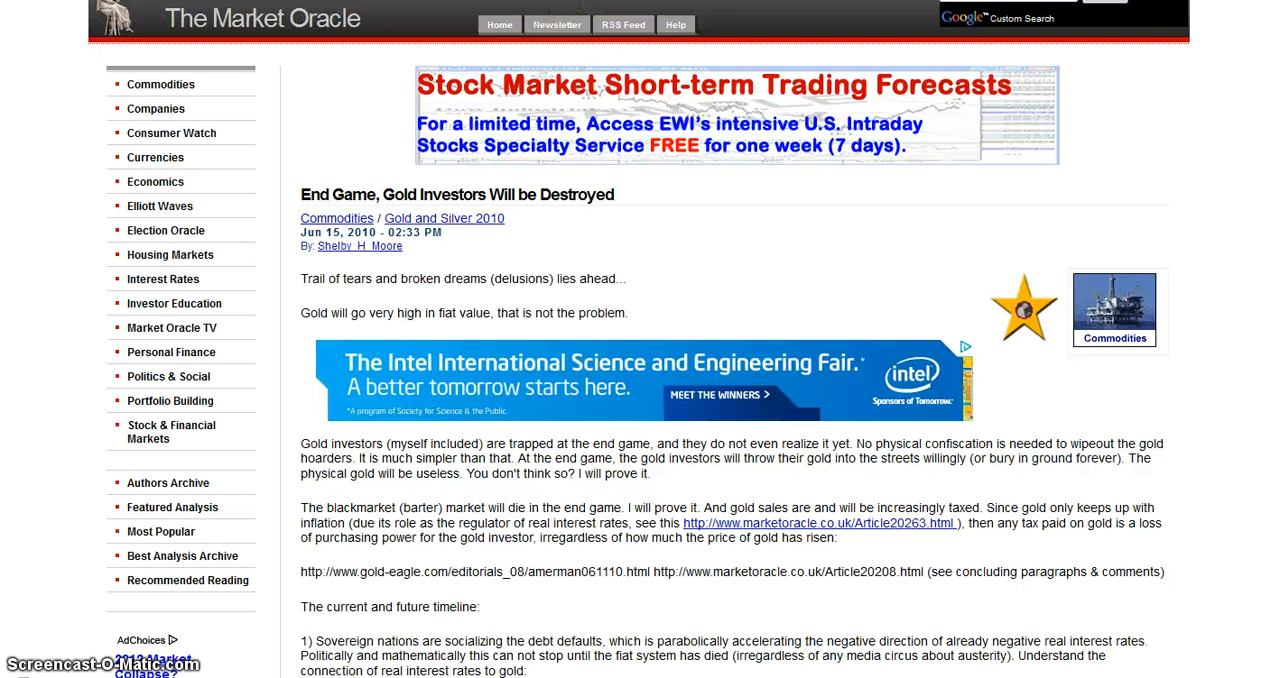 The Market Oracle
Home
Newsletter
RSS Feed
Help
Google™ Custom Search
Commodities
Companies
Consumer Watch
Currencies
Economics
Elliott Waves
Election Oracle
Housing Markets
Interest Rates
Investor Education
Market Oracle TV
Personal Finance
Politics & Social
Portfolio Building
Stock & Financial
Markets
Authors Archive
Featured Analysis
Most Popular
Best Analysis Archive
Recommended Reading
AdChoices
2012 Market
Collapse?
Stock Market Short-term Trading Forecasts
For a limited time, Access EWI's intensive U.S. Intraday
Stocks Specialty Service FREE for one week (7 days).
End Game, Gold Investors Will be Destroyed
Commodities / Gold and Silver 2010
Jun 15, 2010 - 02:33 PM
By: Shelby_H_Moore
Trail of tears and broken dreams (delusions) lies ahead...
Commodities
Gold will go very high in fiat value, that is not the problem.
The Intel International Science and Engineering Fair.*
A better tomorrow starts here.
MEET THE WINNERS >
*A program of Society for Science & the Public.
intel
Sponsors of Tomorrow.™
Gold investors (myself included) are trapped at the end game, and they do not even realize it yet. No physical confiscation is needed to wipeout the gold
hoarders. It is much simpler than that. At the end game, the gold investors will throw their gold into the streets willingly (or bury in ground forever). The
physical gold will be useless. You don't think so? I will prove it.
The blackmarket (barter) market will die in the end game. I will prove it. And gold sales are and will be increasingly taxed. Since gold only keeps up with
inflation (due its role as the regulator of real interest rates, see this http://www.marketoracle.co.uk/Article20263.html ), then any tax paid on gold is a loss
of purchasing power for the gold investor, irregardless of how much the price of gold has risen:
http://www.gold-eagle.com/editorials_08/amerman061110.html http://www.marketoracle.co.uk/Article20208.html (see concluding paragraphs & comments)
The current and future timeline:
1) Sovereign nations are socializing the debt defaults, which is parabolically accelerating the negative direction of already negative real interest rates.
Politically and mathematically this can not stop until the fiat system has died (irregardless of any media circus about austerity). Understand the
connection of real interest rates to gold:
Screencast-O-Matic.com